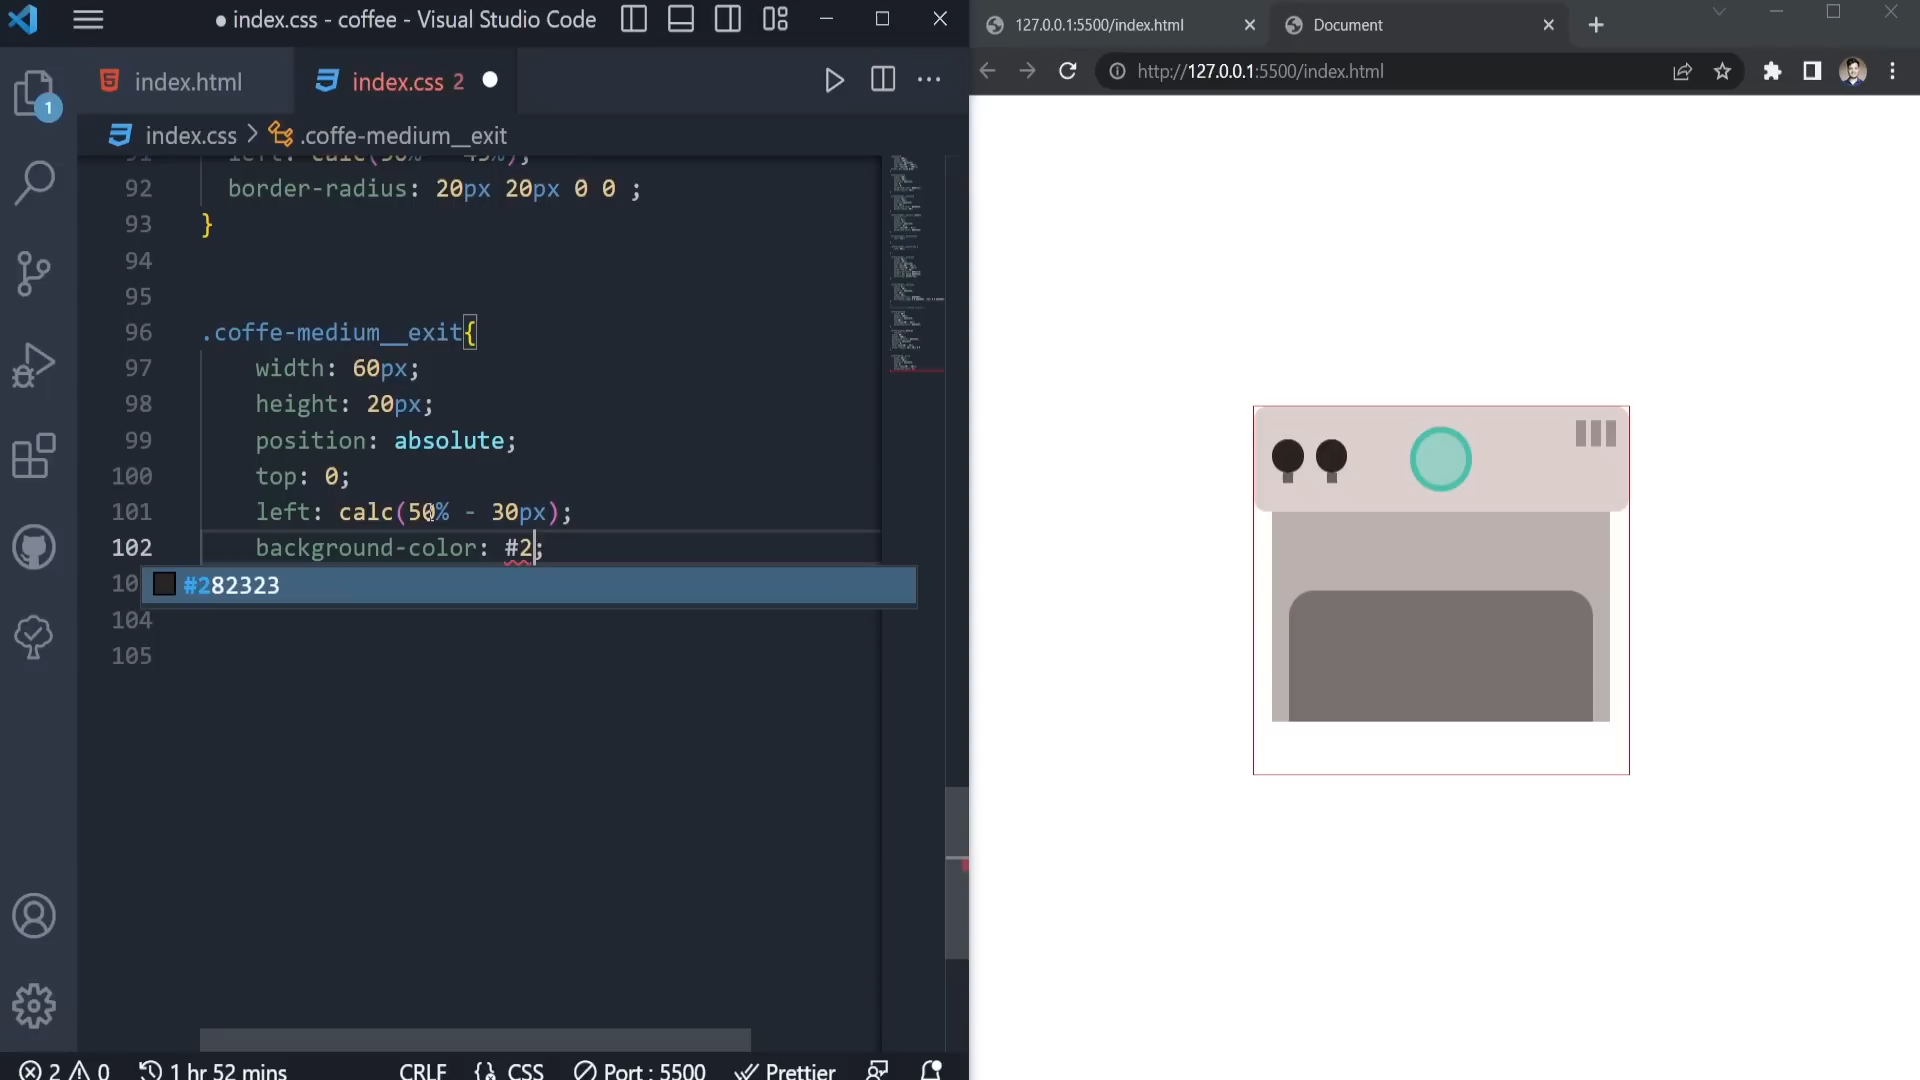 index.css - coffee - Visual Studio Code
index.html
index.css 2
1
index.css > .coffe-medium__exit
92 border-radius: 20px 20px 0 0 ;
93 }
94
95
96 .coffe-medium__exit{
97 width: 60px;
98 height: 20px;
99 position: absolute;
100 top: 0;
101 left: calc(50% - 30px);
102 background-color: #2;
10 #282323
104
105
2 0 1 hr 52 mins CRLF CSS Port : 5500 Prettier
127.0.0.1:5500/index.html
Document
http://127.0.0.1:5500/index.html